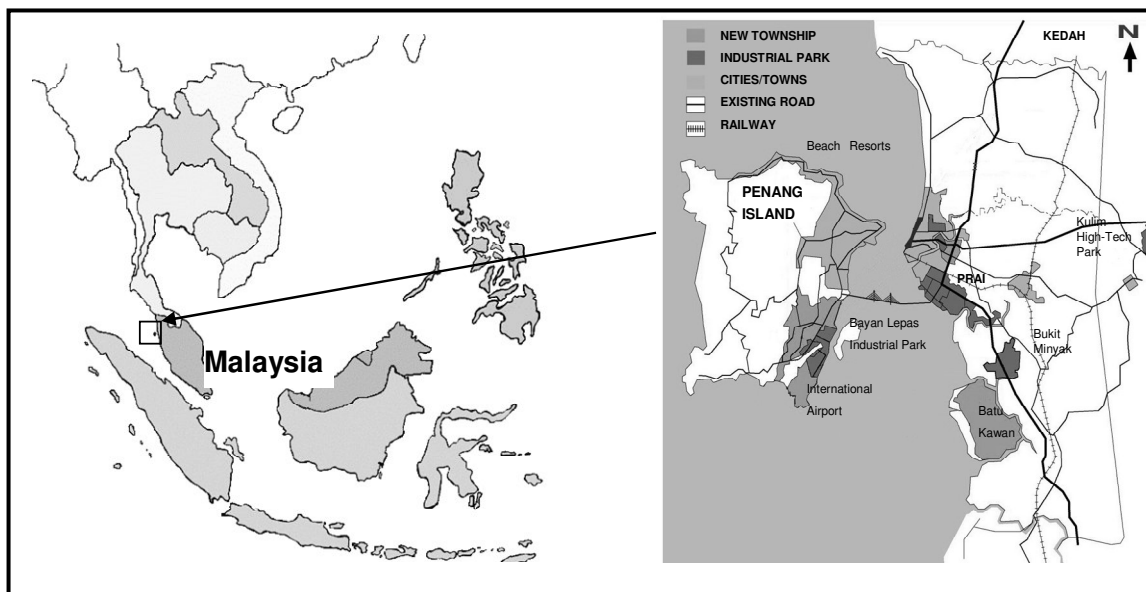 Malaysia
NEW TOWNSHIP
INDUSTRIAL PARK
CITIES/TOWNS
EXISTING ROAD
RAILWAY
KEDAH
N
Beach Resorts
PENANG
ISLAND
Kulim
High-Tech
Park
PRAI
Bayan Lepas
Industrial Park
Bukit
Minyak
International
Airport
Batu
Kawan